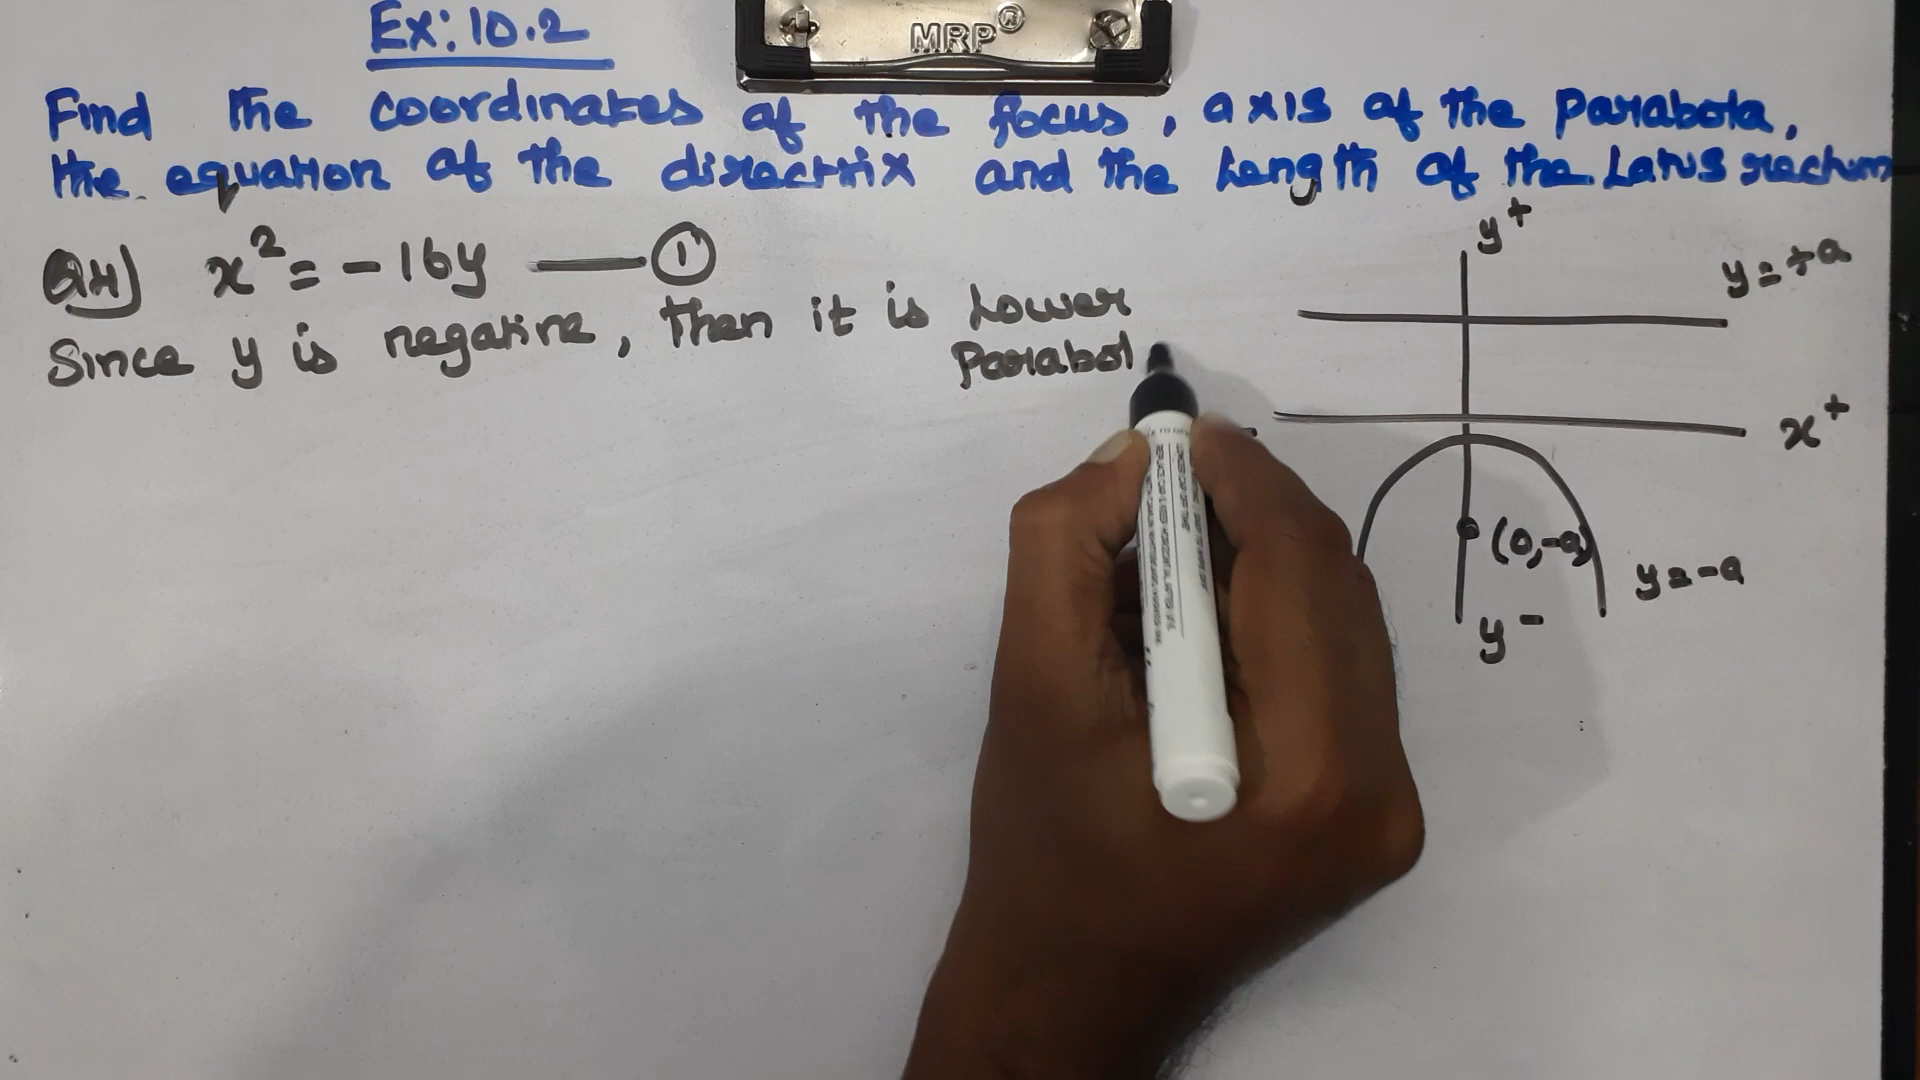 Ex: 10.2
MRP®
Find the coordinates of the focus, axis of the Parabola,
the equation of the directrix and the Length of the Latus rectum
Q4) x² = -16y —— ①
Since y is negative, then it is Lower
Parabol
y+
y=+a
x+
(0,-a)
y=-a
y-